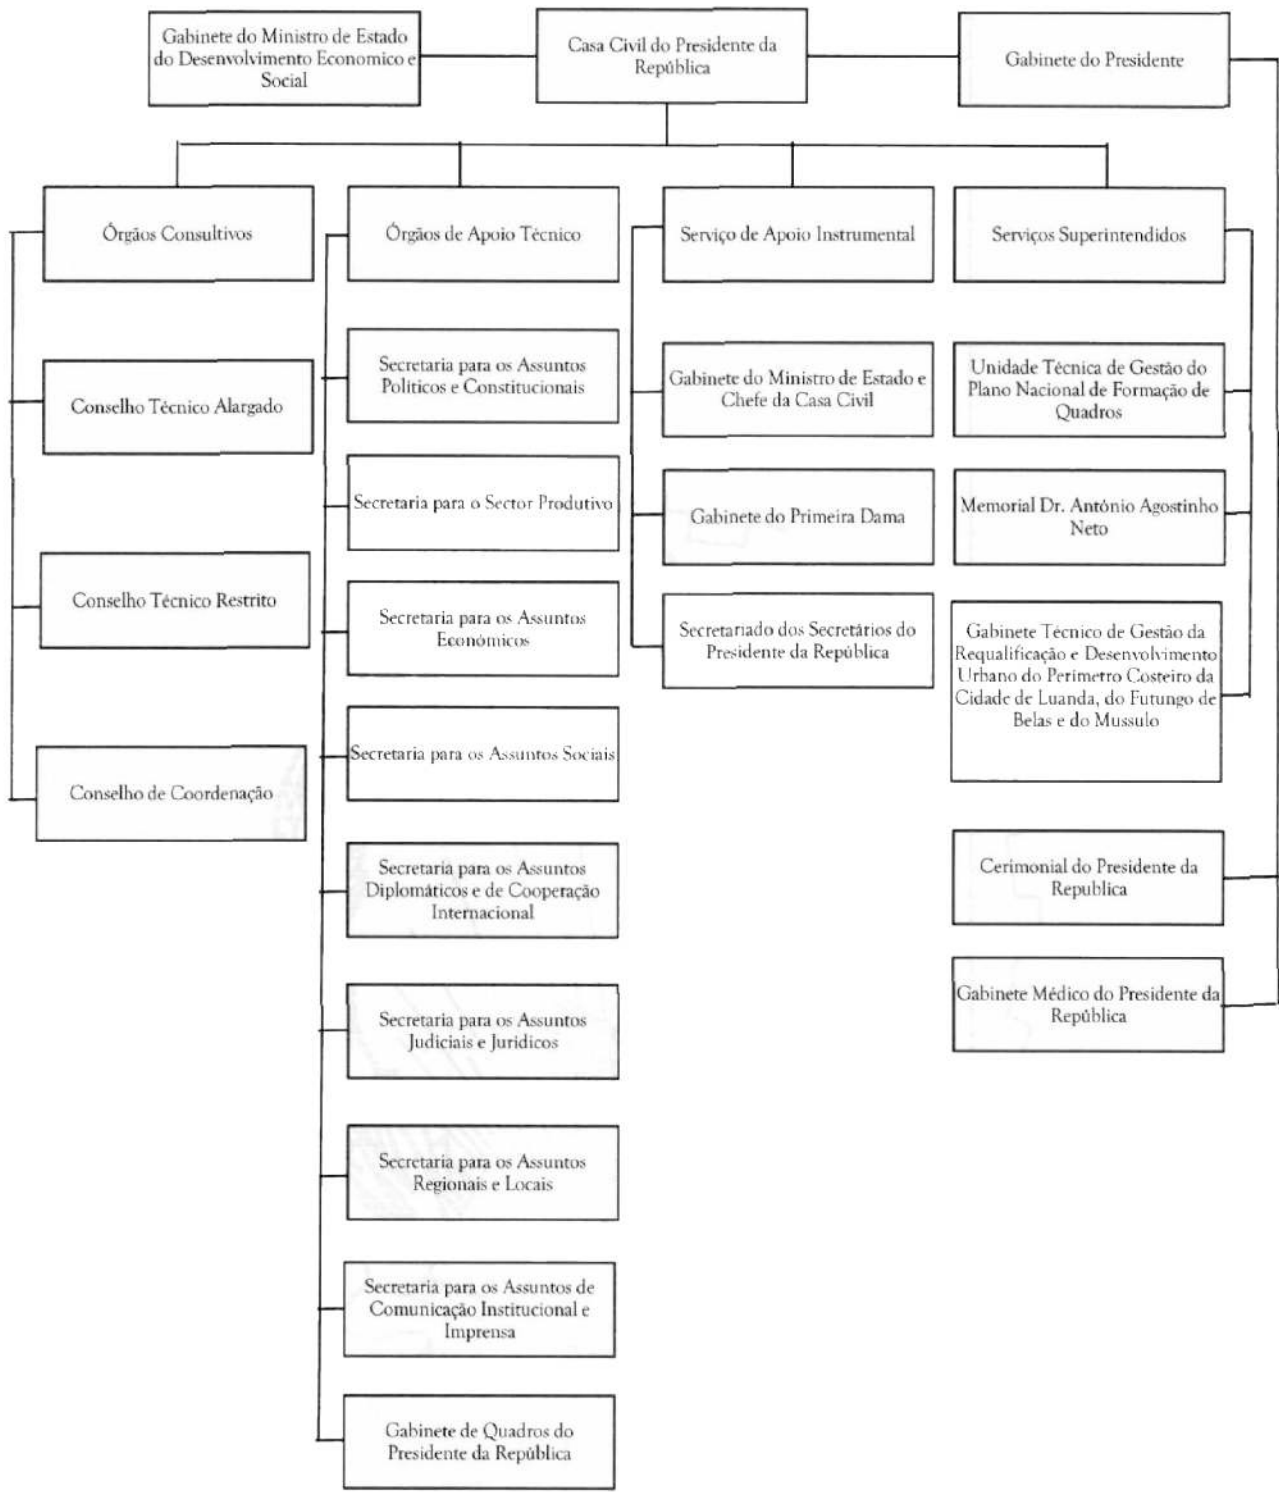 Gabinete do Ministro de Estado
do Desenvolvimento Economico e
Social
Casa Civil do Presidente da
República
Gabinete do Presidente
Órgãos Consultivos
Conselho Técnico Alargado
Conselho Técnico Restrito
Conselho de Coordenação
Órgãos de Apoio Técnico
Secretaria para os Assuntos
Políticos e Constitucionais
Secretaria para o Sector Produtivo
Secretaria para os Assuntos
Económicos
Secretaria para os Assuntos Sociais
Secretaria para os Assuntos
Diplomáticos e de Cooperação
Internacional
Secretaria para os Assuntos
Judiciais e Juridicos
Secretaria para os Assuntos
Regionais e Locais
Secretaria para os Assuntos de
Comunicação Institucional e
Imprensa
Gabinete de Quadros do
Presidente da República
Serviço de Apoio Instrumental
Gabinete do Ministro de Estado e
Chefe da Casa Civil
Gabinete do Primeira Dama
Secretariado dos Secretários do
Presidente da República
Serviços Superintendidos
Unidade Técnica de Gestão do
Plano Nacional de Formação de
Quadros
Memorial Dr. António Agostinho
Neto
Gabinete Técnico de Gestão da
Requalificação e Desenvolvimento
Urbano do Perimetro Costeiro da
Cidade de Luanda, do Futungo de
Belas e do Mussulo
Cerimonial do Presidente da
Republica
Gabinete Médico do Presidente da
República